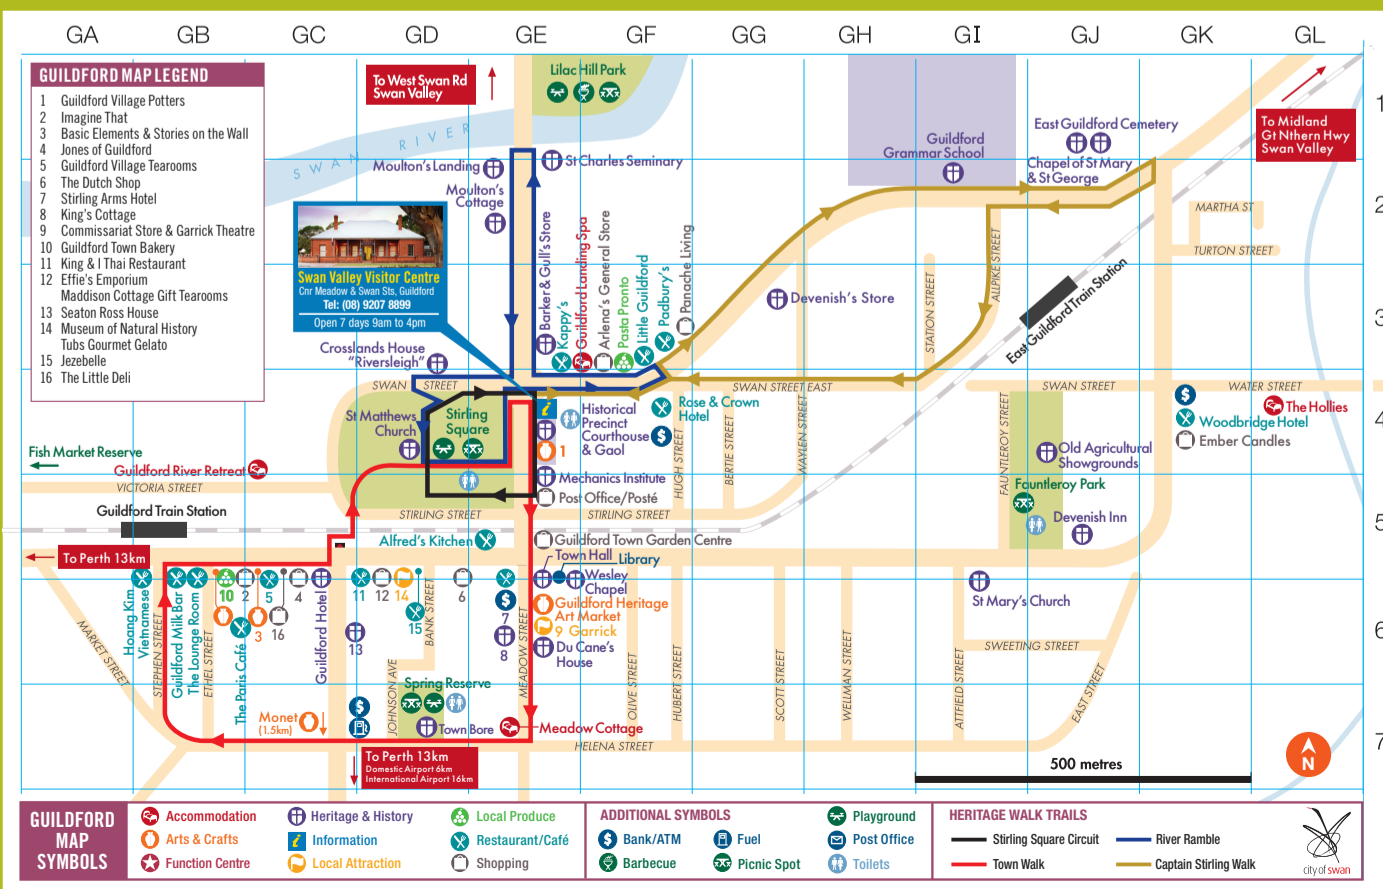 GA GB GC GD GE GF GG GH GI GJ GK GL
1
2
3
4
5
6
7
GUILDFORD MAP LEGEND
1 Guildford Village Potters
2 Imagine That
3 Basic Elements & Stories on the Wall
4 Jones of Guildford
5 Guildford Village Tearooms
6 The Dutch Shop
7 Stirling Arms Hotel
8 King's Cottage
9 Commissariat Store & Garrick Theatre
10 Guildford Town Bakery
11 King & I Thai Restaurant
12 Effie's Emporium
Maddison Cottage Gift Tearooms
13 Seaton Ross House
14 Museum of Natural History
Tubs Gourmet Gelato
15 Jezebelle
16 The Little Deli
To West Swan Rd
Swan Valley
Lilac Hill Park
SWAN RIVER
To Midland
Gt Nthern Hwy
Swan Valley
East Guildford Cemetery
Chapel of St Mary
& St George
Guildford
Grammar School
Moulton's Landing
Moulton's
Cottage
St Charles Seminary
Swan Valley Visitor Centre
Cnr Meadow & Swan Sts, Guildford
Tel: (08) 9207 8899
Open 7 days 9am to 4pm
Barker & Gull's Store
Kappy's
Guildford Landing Spa
Arlena's General Store
Pasta Pronto
Little Guildford
Padbury's
Panache Living
Devenish's Store
MARTHA ST
TURTON STREET
ALLPIKE STREET
STATION STREET
East Guildford Train Station
Crosslands House
"Riversleigh"
SWAN STREET
SWAN STREET EAST
SWAN STREET
WATER STREET
St Matthews
Church
Stirling
Square
i
1
Historical
Precinct
Courthouse
& Gaol
Rose & Crown
Hotel
Woodbridge Hotel
Ember Candles
The Hollies
HUGH STREET
BERTIE STREET
WAYLEN STREET
FAUNTLEROY STREET
Old Agricultural
Showgrounds
Fauntleroy Park
Devenish Inn
Fish Market Reserve
Guildford River Retreat
VICTORIA STREET
Guildford Train Station
Mechanics Institute
Post Office/Posté
STIRLING STREET
STIRLING STREET
Alfred's Kitchen
Guildford Town Garden Centre
To Perth 13km
Town Hall
Library
Wesley
Chapel
Guildford Heritage
Art Market
9 Garrick
Du Cane's
House
St Mary's Church
MARKET STREET
Hoang Kim
Vietnamese
STEPHEN STREET
Guildford Milk Bar
The Lounge Room
ETHEL STREET
10
2
5
4
The Paris Café
3
16
Guildford Hotel
11
12
14
15
13
BANK STREET
6
7
8
MEADOW STREET
JOHNSON AVE
Spring Reserve
Town Bore
Monet
(1.5km)
Meadow Cottage
OLIVE STREET
HUBERT STREET
SCOTT STREET
WELLMAN STREET
ATTFIELD STREET
SWEETING STREET
EAST STREET
HELENA STREET
To Perth 13km
Domestic Airport 6km
International Airport 16km
500 metres
N
GUILDFORD
MAP
SYMBOLS
Accommodation
Arts & Crafts
Function Centre
Heritage & History
Information
Local Attraction
Local Produce
Restaurant/Café
Shopping
ADDITIONAL SYMBOLS
Bank/ATM
Barbecue
Fuel
Picnic Spot
Playground
Post Office
Toilets
HERITAGE WALK TRAILS
Stirling Square Circuit
Town Walk
River Ramble
Captain Stirling Walk
city of swan